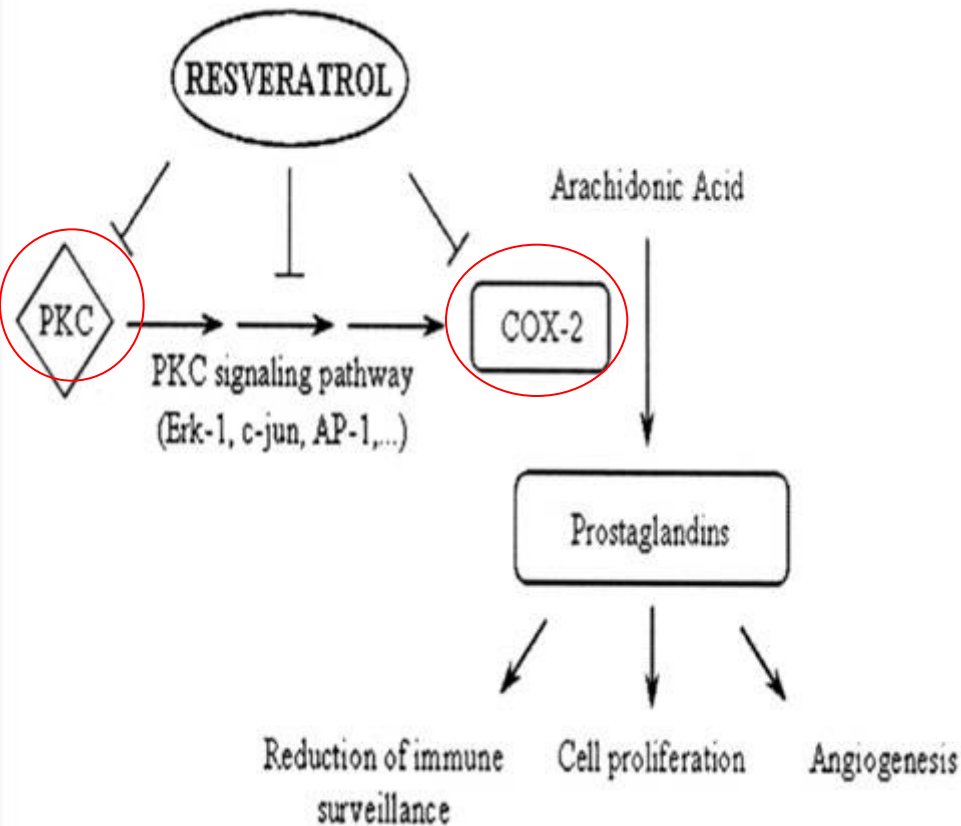 RESVERATROL
Arachidonic Acid
PKC
COX-2
PKC signaling pathway
(Erk-1, c-jun, AP-1,...)
Prostaglandins
Reduction of immune
surveillance
Cell proliferation
Angiogenesis